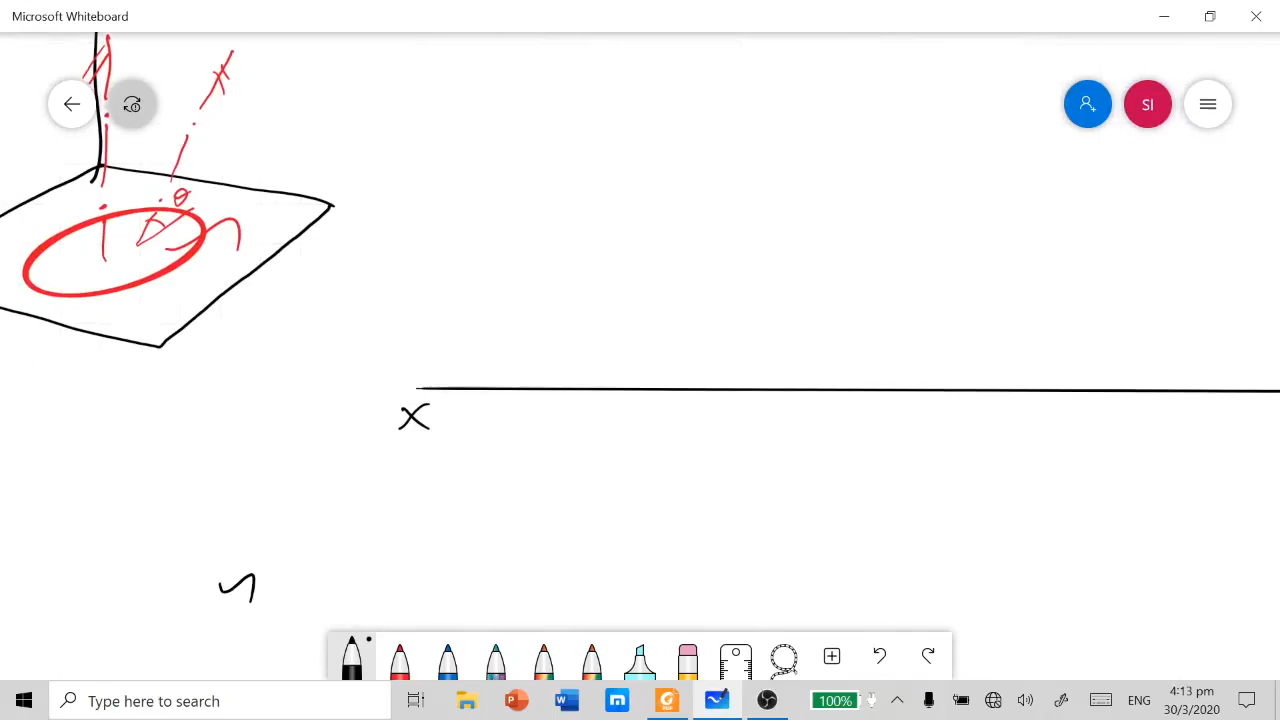 Microsoft Whiteboard
SI
θ
X
Type here to search
100%
ENG
4:13 pm
30/3/2020